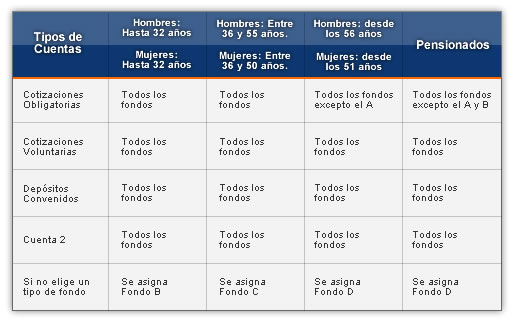 Tipos de
Cuentas
Hombres:
Hasta 32 años
Hombres: Entre
36 y 55 años.
Hombres: desde
los 56 años
Pensionados
Mujeres:
Hasta 32 años
Mujeres: Entre
36 y 50 años.
Mujeres: desde
los 51 años
Cotizaciones
Obligatorias
Todos los
fondos
Todos los
fondos
Todos los fondos
excepto el A
Todos los fondos
excepto el A y B
Cotizaciones
Voluntarias
Todos los
fondos
Todos los
fondos
Todos los
fondos
Todos los
fondos
Depósitos
Convenidos
Todos los
fondos
Todos los
fondos
Todos los
fondos
Todos los
fondos
Cuenta 2
Todos los
fondos
Todos los
fondos
Todos los
fondos
Todos los
fondos
Si no elige un
tipo de fondo
Se asigna
Fondo B
Se asigna
Fondo C
Se asigna
Fondo D
Se asigna
Fondo D